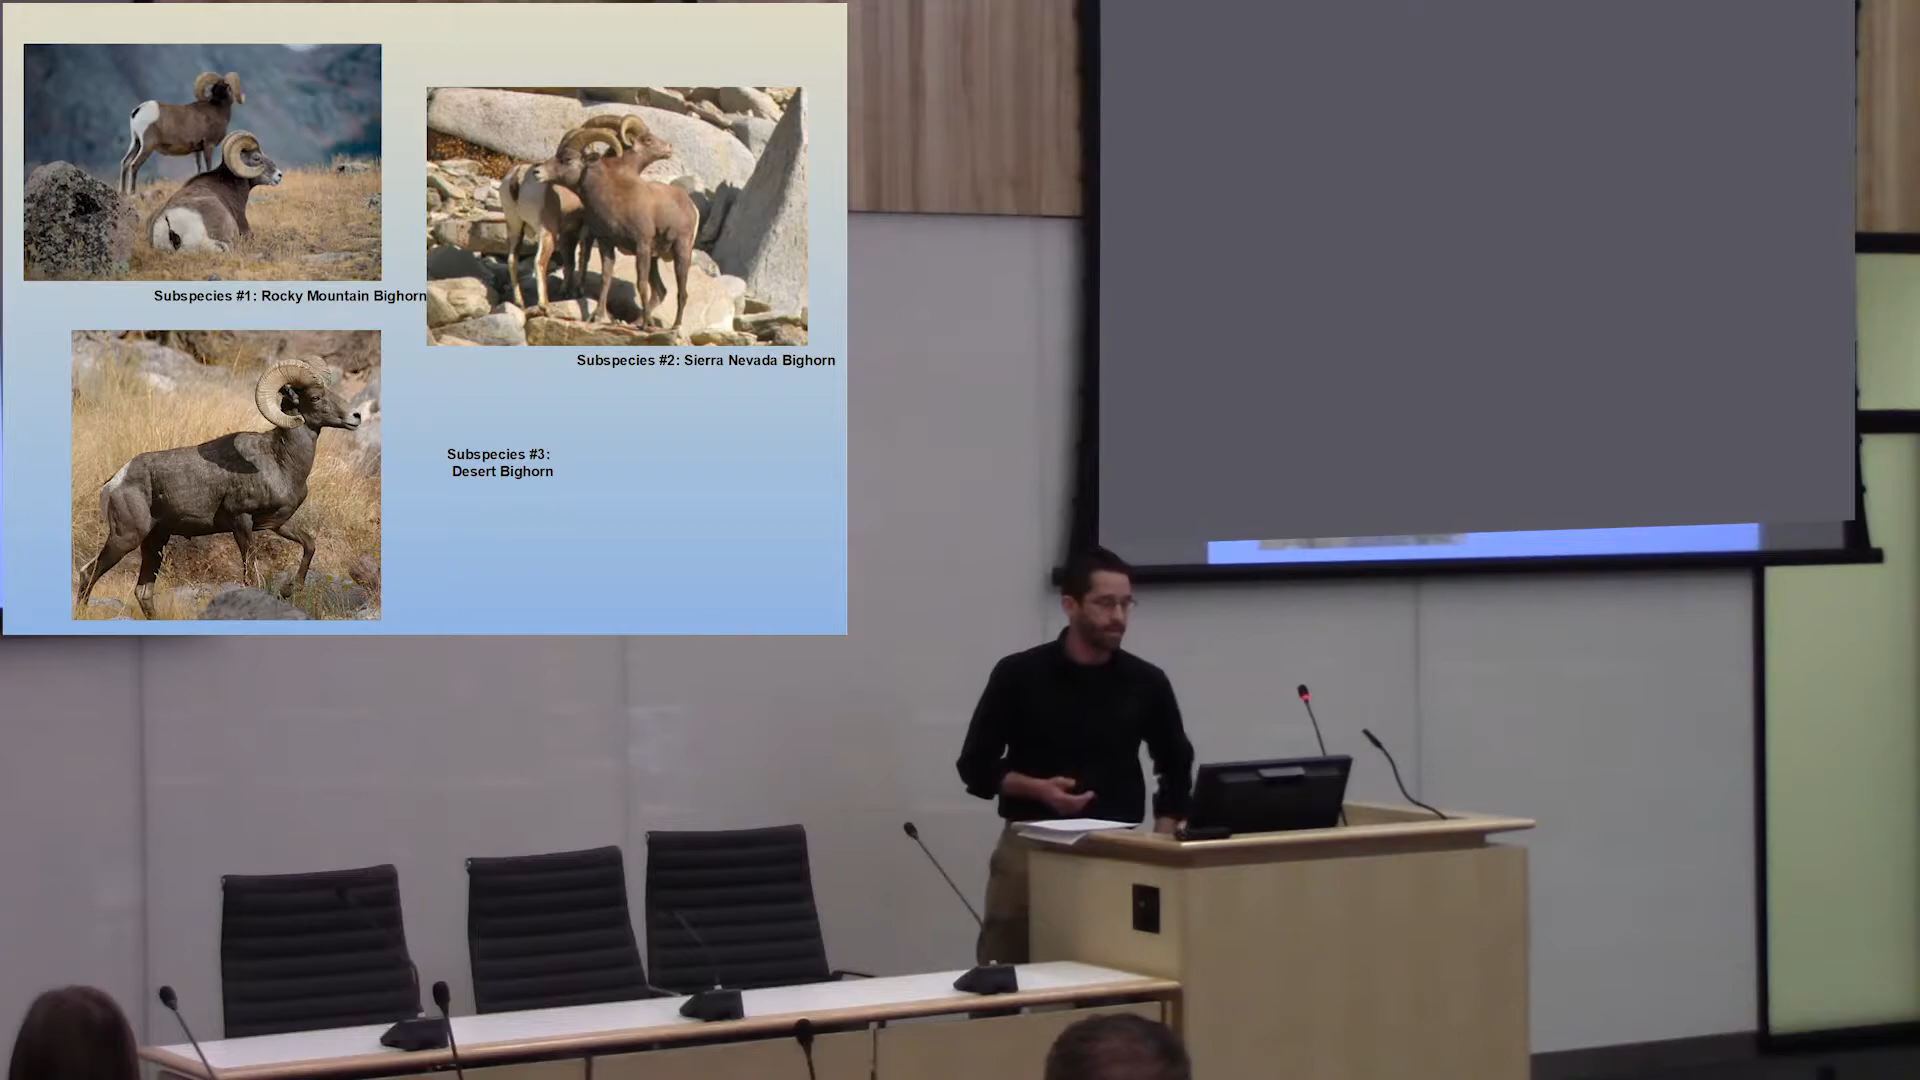 Subspecies #1: Rocky Mountain Bighorn
Subspecies #2: Sierra Nevada Bighorn
Subspecies #3:
Desert Bighorn